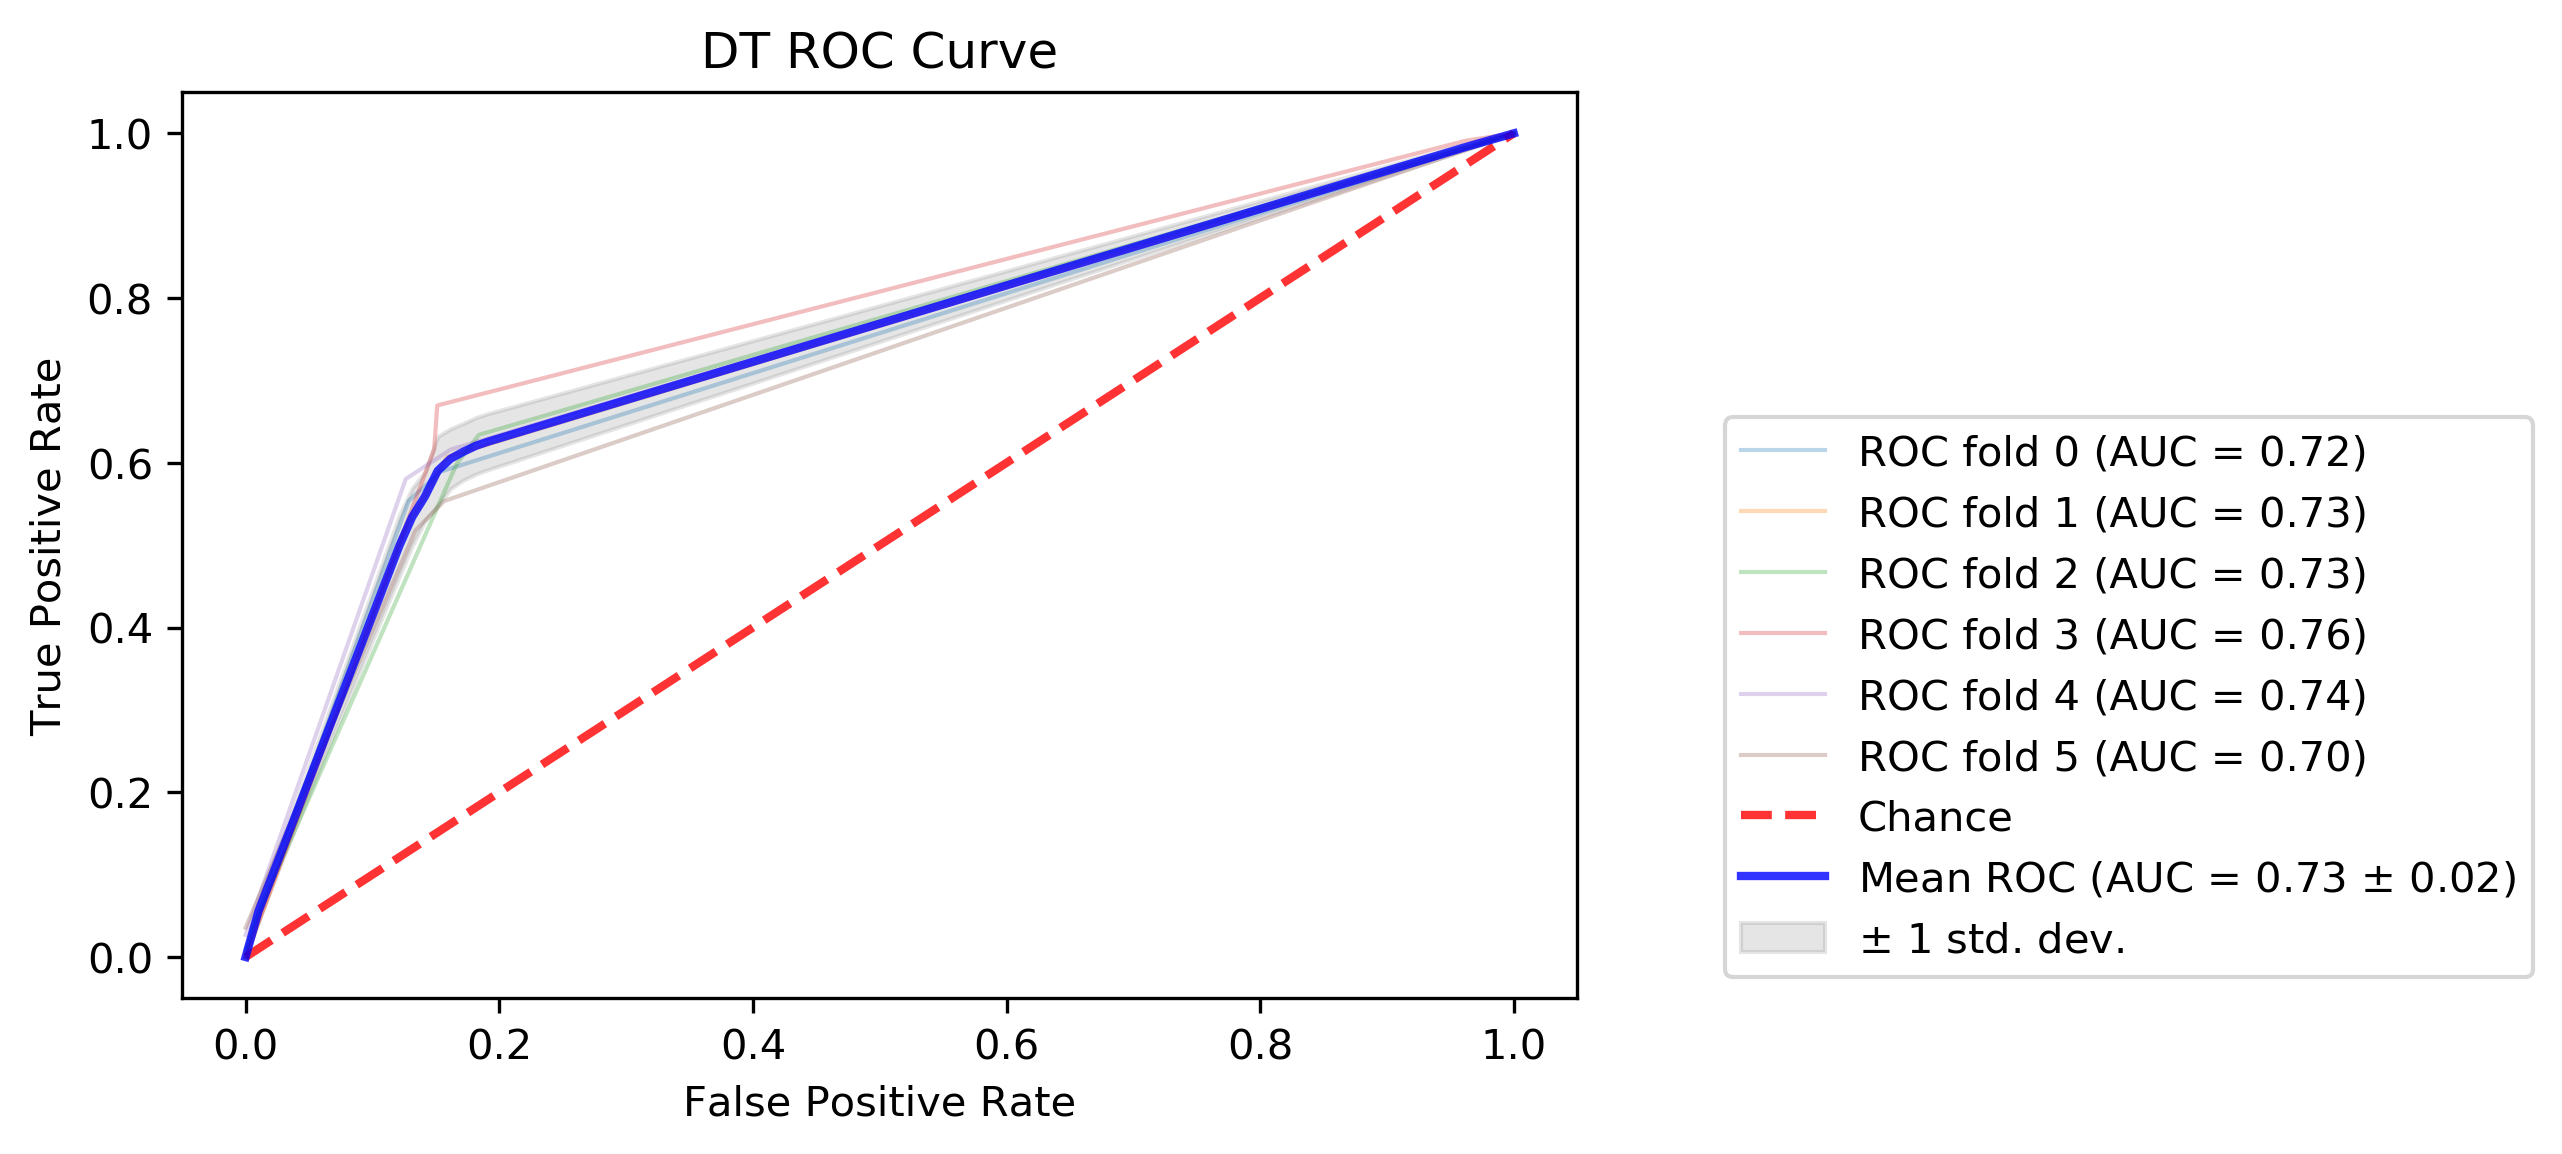 DT ROC Curve
True Positive Rate
1.0
0.8
0.6
0.4
0.2
0.0
0.0 0.2 0.4 0.6 0.8 1.0
False Positive Rate
ROC fold 0 (AUC = 0.72)
ROC fold 1 (AUC = 0.73)
ROC fold 2 (AUC = 0.73)
ROC fold 3 (AUC = 0.76)
ROC fold 4 (AUC = 0.74)
ROC fold 5 (AUC = 0.70)
Chance
Mean ROC (AUC = 0.73 ± 0.02)
± 1 std. dev.